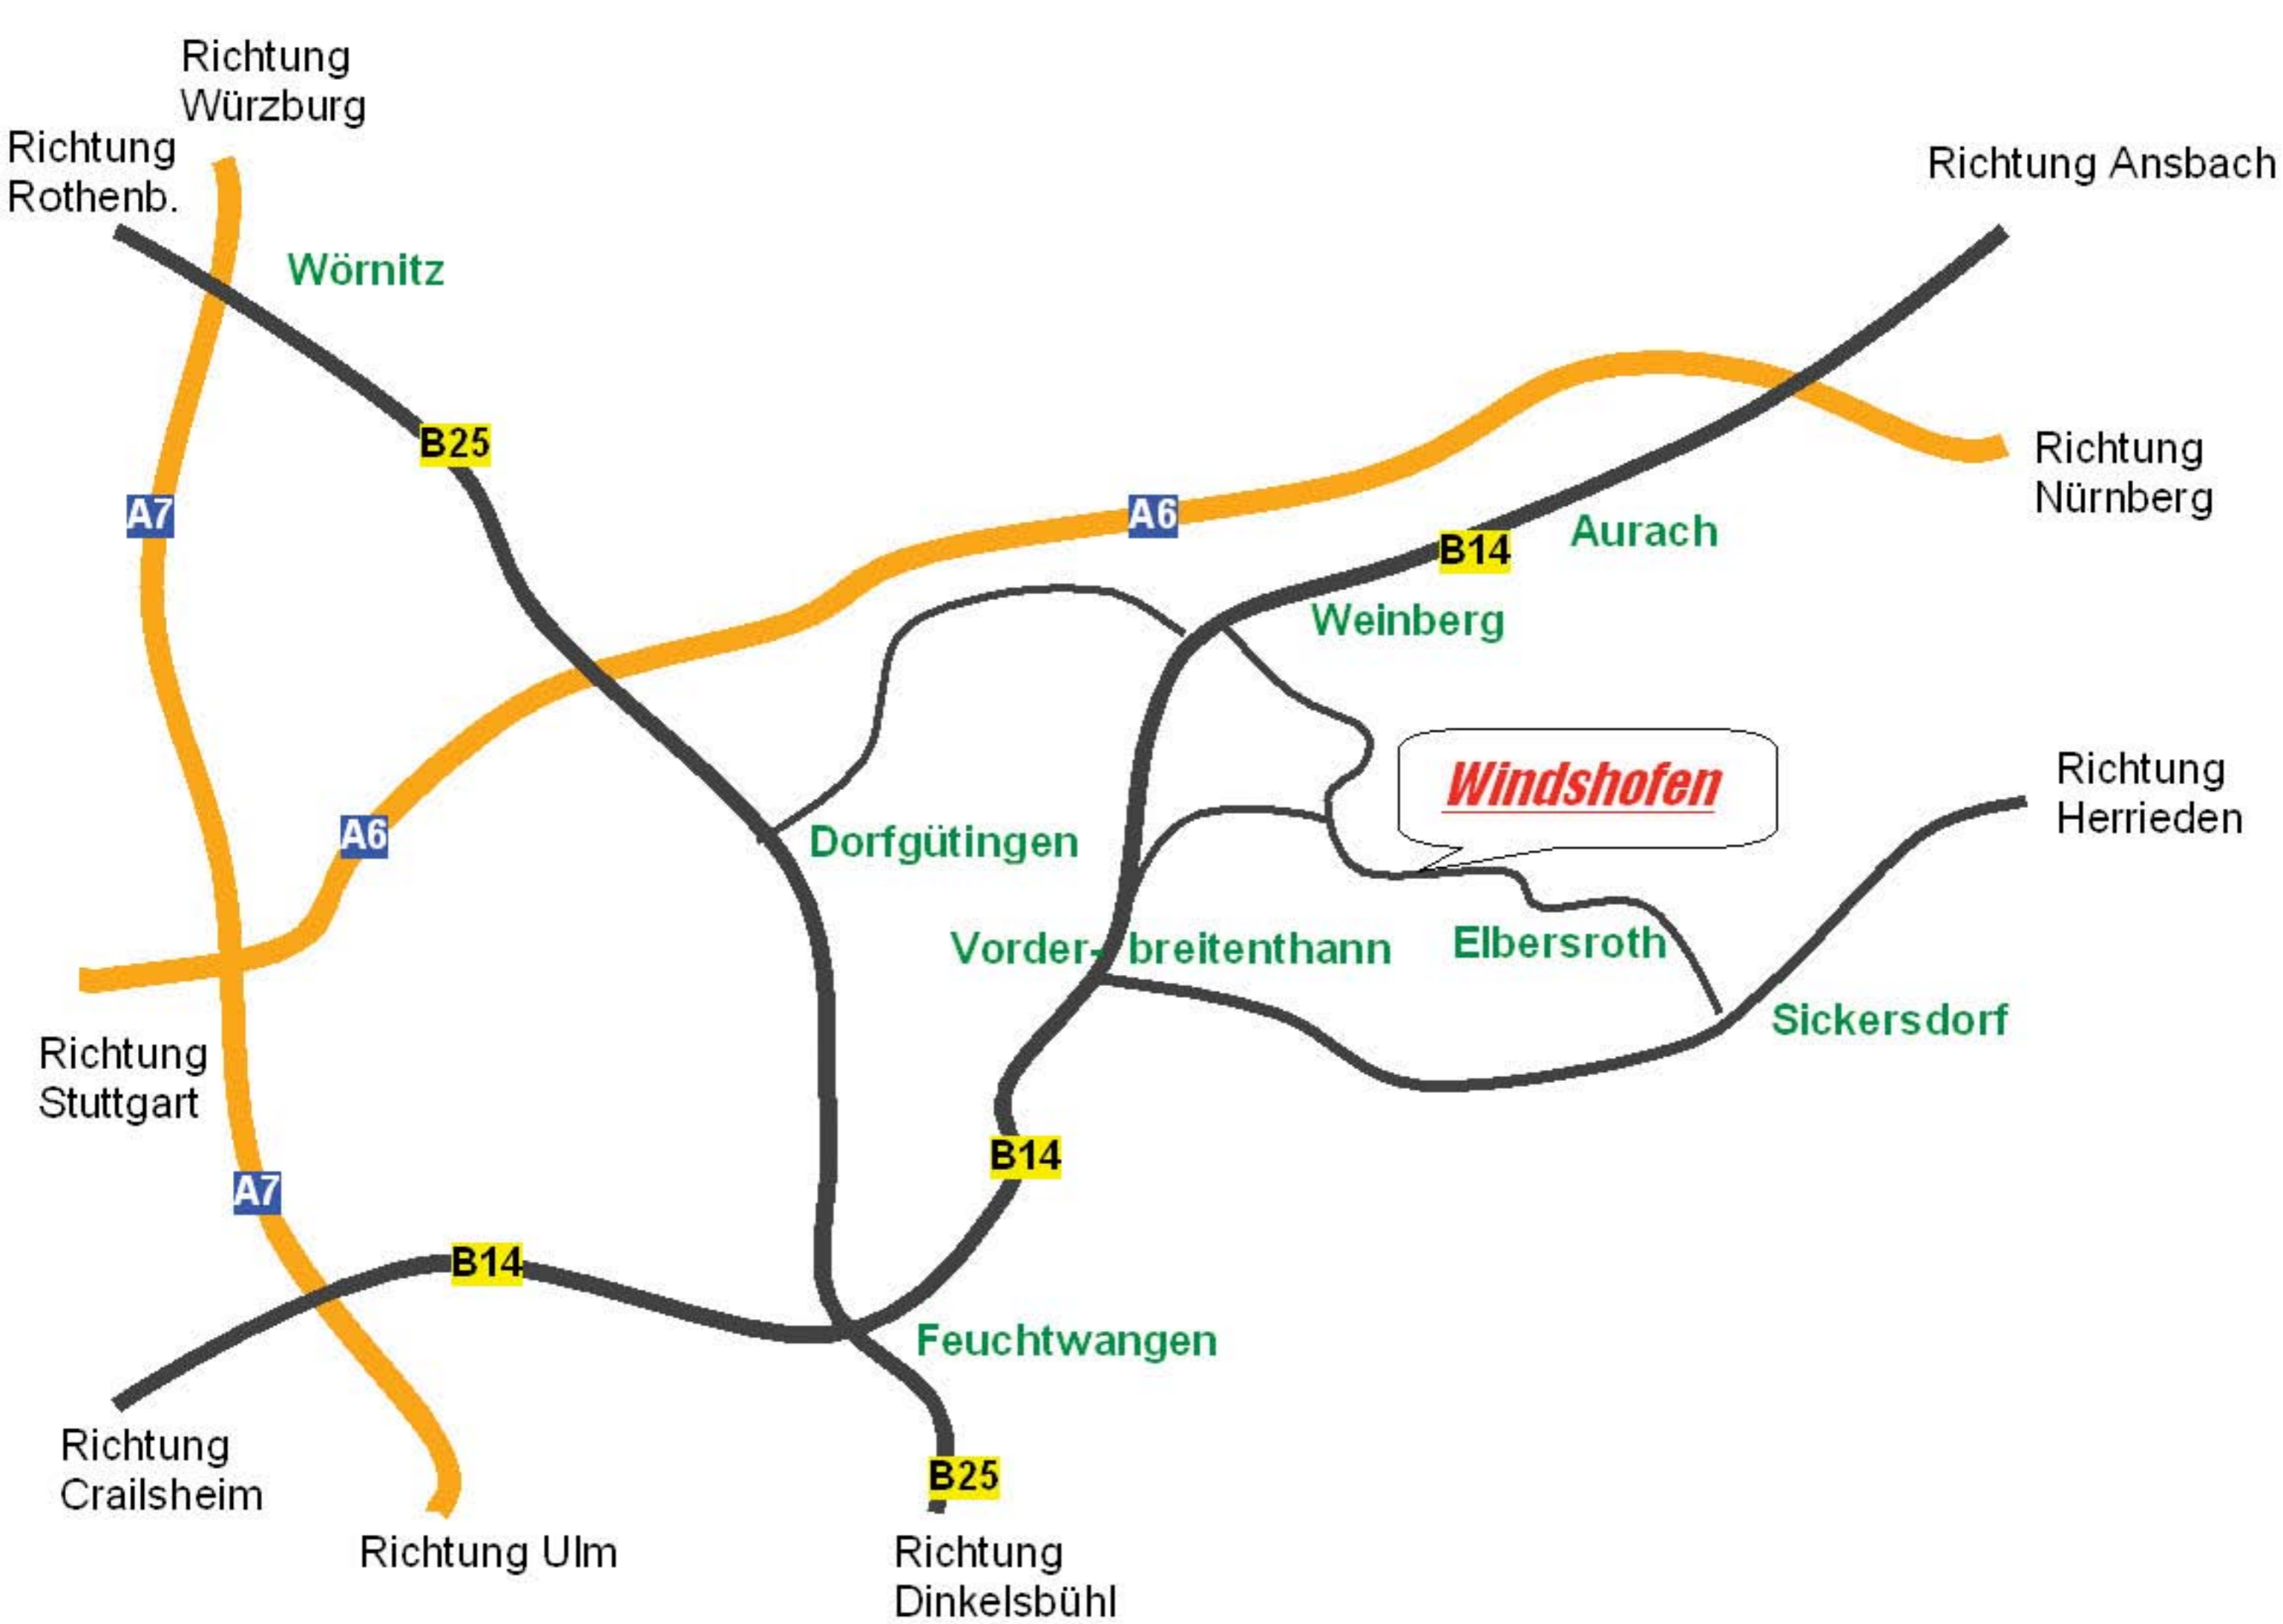 Richtung
Würzburg
Richtung
Rothenb.
Richtung Ansbach
Wörnitz
B25
Richtung
Nürnberg
A7
A6
Aurach
B14
Weinberg
Windshofen
Richtung
Herrieden
A6
Dorfgütingen
Vorder- breitenthann
Elbersroth
Sickersdorf
Richtung
Stuttgart
B14
A7
B14
Feuchtwangen
Richtung
Crailsheim
B25
Richtung Ulm
Richtung
Dinkelsbühl